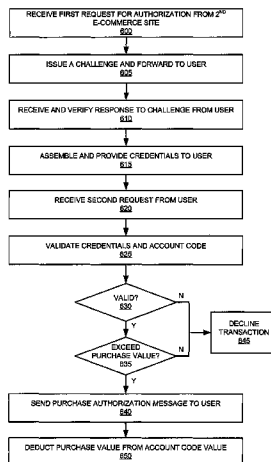 RECEIVE FIRST REQUEST FOR AUTHORIZATION FROM 2ND
E-COMMERCE SITE
600
ISSUE A CHALLENGE AND FORWARD TO USER
605
RECEIVE AND VERIFY RESPONSE TO CHALLENGE FROM USER
610
ASSEMBLE AND PROVIDE CREDENTIALS TO USER
615
RECEIVE SECOND REQUEST FROM USER
620
VALIDATE CREDENTIALS AND ACCOUNT CODE
625
VALID?
630
N
Y
DECLINE
TRANSACTION
645
EXCEED
PURCHASE VALUE?
635
N
Y
SEND PURCHASE AUTHORIZATION MESSAGE TO USER
640
DEDUCT PURCHASE VALUE FROM ACCOUNT CODE VALUE
650